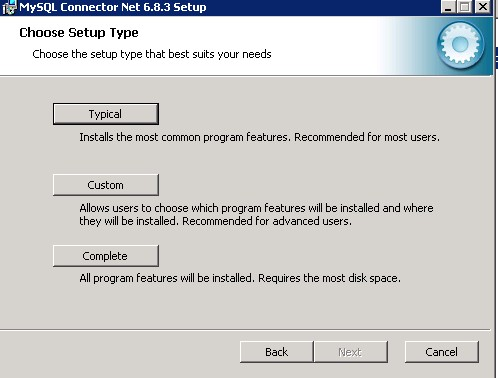 MySQL Connector Net 6.8.3 Setup
Choose Setup Type
Choose the setup type that best suits your needs
Typical
Installs the most common program features. Recommended for most users.
Custom
Allows users to choose which program features will be installed and where
they will be installed. Recommended for advanced users.
Complete
All program features will be installed. Requires the most disk space.
Back
Next
Cancel